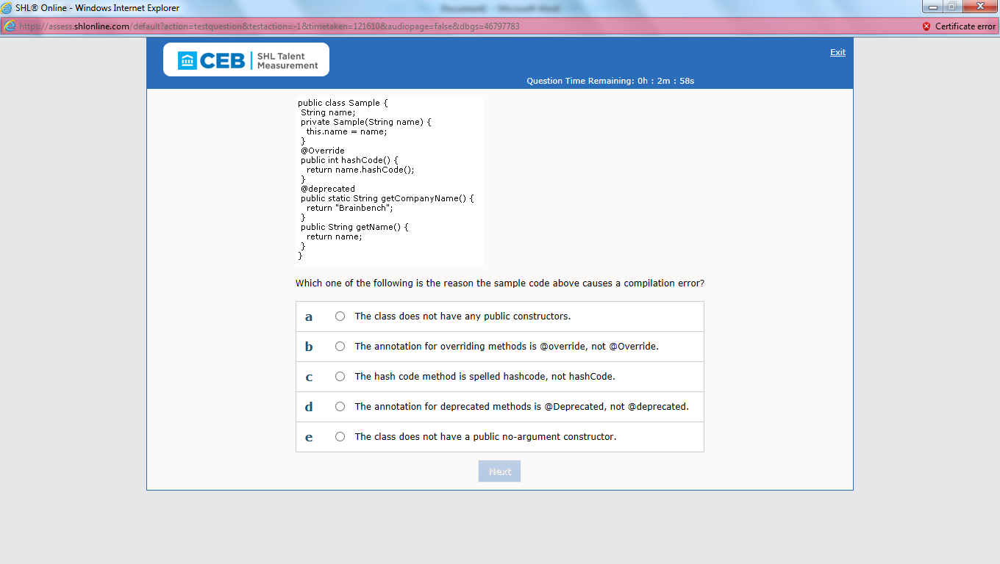 SHL® Online - Windows Internet Explorer
https://assess.shlonline.com/default?action=testquestion&testaction=-1&timetaken=121610&audiopage=false&dbgs=46797783 Certificate error
CEB SHL Talent
Measurement
Exit
Question Time Remaining: 0h : 2m : 58s
public class Sample {
String name;
private Sample(String name) {
this.name = name;
}
@Override
public int hashCode() {
return name.hashCode();
}
@deprecated
public static String getCompanyName() {
return "Brainbench";
}
public String getName() {
return name;
}
}
Which one of the following is the reason the sample code above causes a compilation error?
a The class does not have any public constructors.
b The annotation for overriding methods is @override, not @Override.
c The hash code method is spelled hashcode, not hashCode.
d The annotation for deprecated methods is @Deprecated, not @deprecated.
e The class does not have a public no-argument constructor.
Next